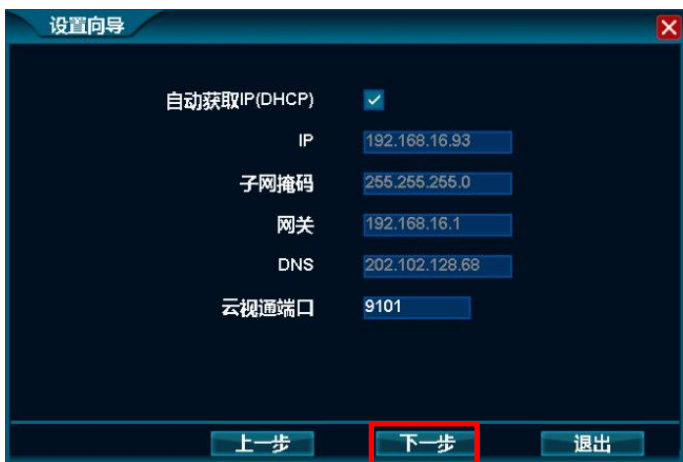 设置向导
自动获取IP(DHCP)
IP 192.168.16.93
子网掩码 255.255.255.0
网关 192.168.16.1
DNS 202.102.128.68
云视通端口 9101
上一步 下一步 退出